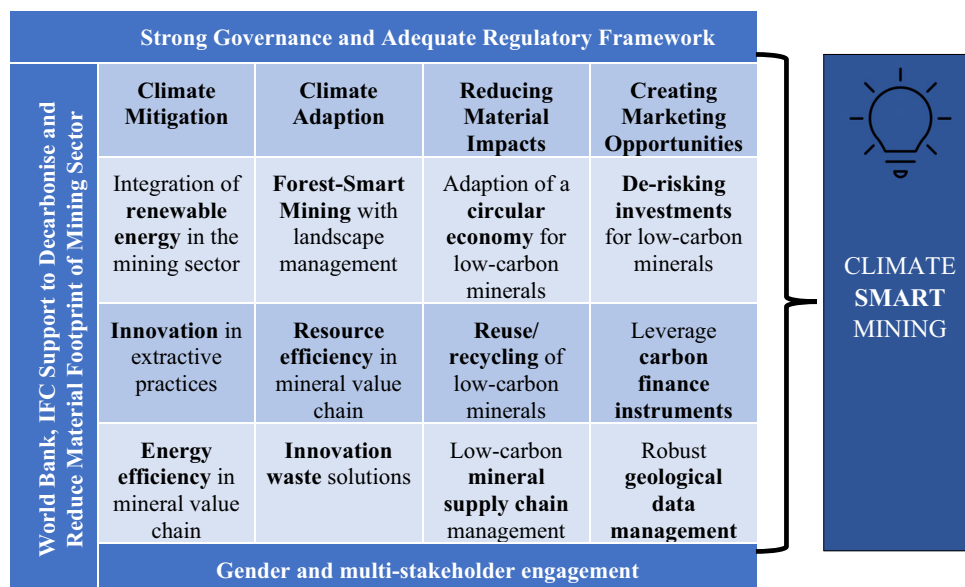 Strong Governance and Adequate Regulatory Framework
World Bank, IFC Support to Decarbonise and
Reduce Material Footprint of Mining Sector
Climate
Mitigation
Climate
Adaption
Reducing
Material
Impacts
Creating
Marketing
Opportunities
Integration of
renewable
energy in the
mining sector
Forest-Smart
Mining with
landscape
management
Adaption of a
circular
economy for
low-carbon
minerals
De-risking
investments
for low-carbon
minerals
Innovation in
extractive
practices
Resource
efficiency in
mineral value
chain
Reuse/
recycling of
low-carbon
minerals
Leverage
carbon
finance
instruments
Energy
efficiency in
mineral value
chain
Innovation
waste solutions
Low-carbon
mineral
supply chain
management
Robust
geological
data
management
Gender and multi-stakeholder engagement
CLIMATE
SMART
MINING